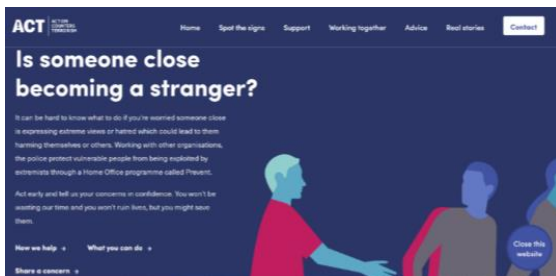 ACT ACTION COUNTERS TERRORISM
Home Spot the signs Support Working together Advice Real stories Contact
Is someone close
becoming a stranger?
It can be hard to know what to do if you're worried someone close
is expressing extreme views or hatred which could lead to them
harming themselves or others. Working with other organisations,
the police protect vulnerable people from being exploited by
extremists through a Home Office programme called Prevent.
Act early and tell us your concerns in confidence. You won't be
wasting our time and you won't ruin lives, but you might save
them.
How we help What you can do
Share a concern
Close this
website